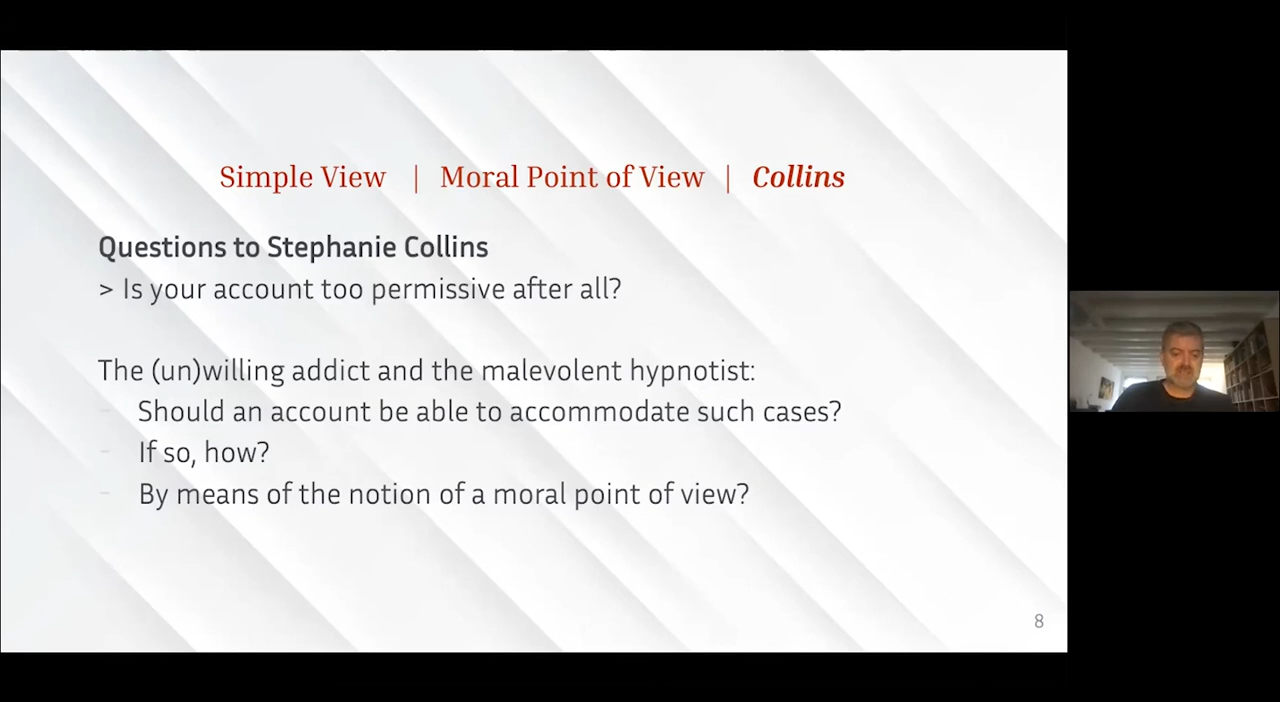 Simple View | Moral Point of View | Collins
Questions to Stephanie Collins
> Is your account too permissive after all?
The (un)willing addict and the malevolent hypnotist:
- Should an account be able to accommodate such cases?
- If so, how?
- By means of the notion of a moral point of view?
8